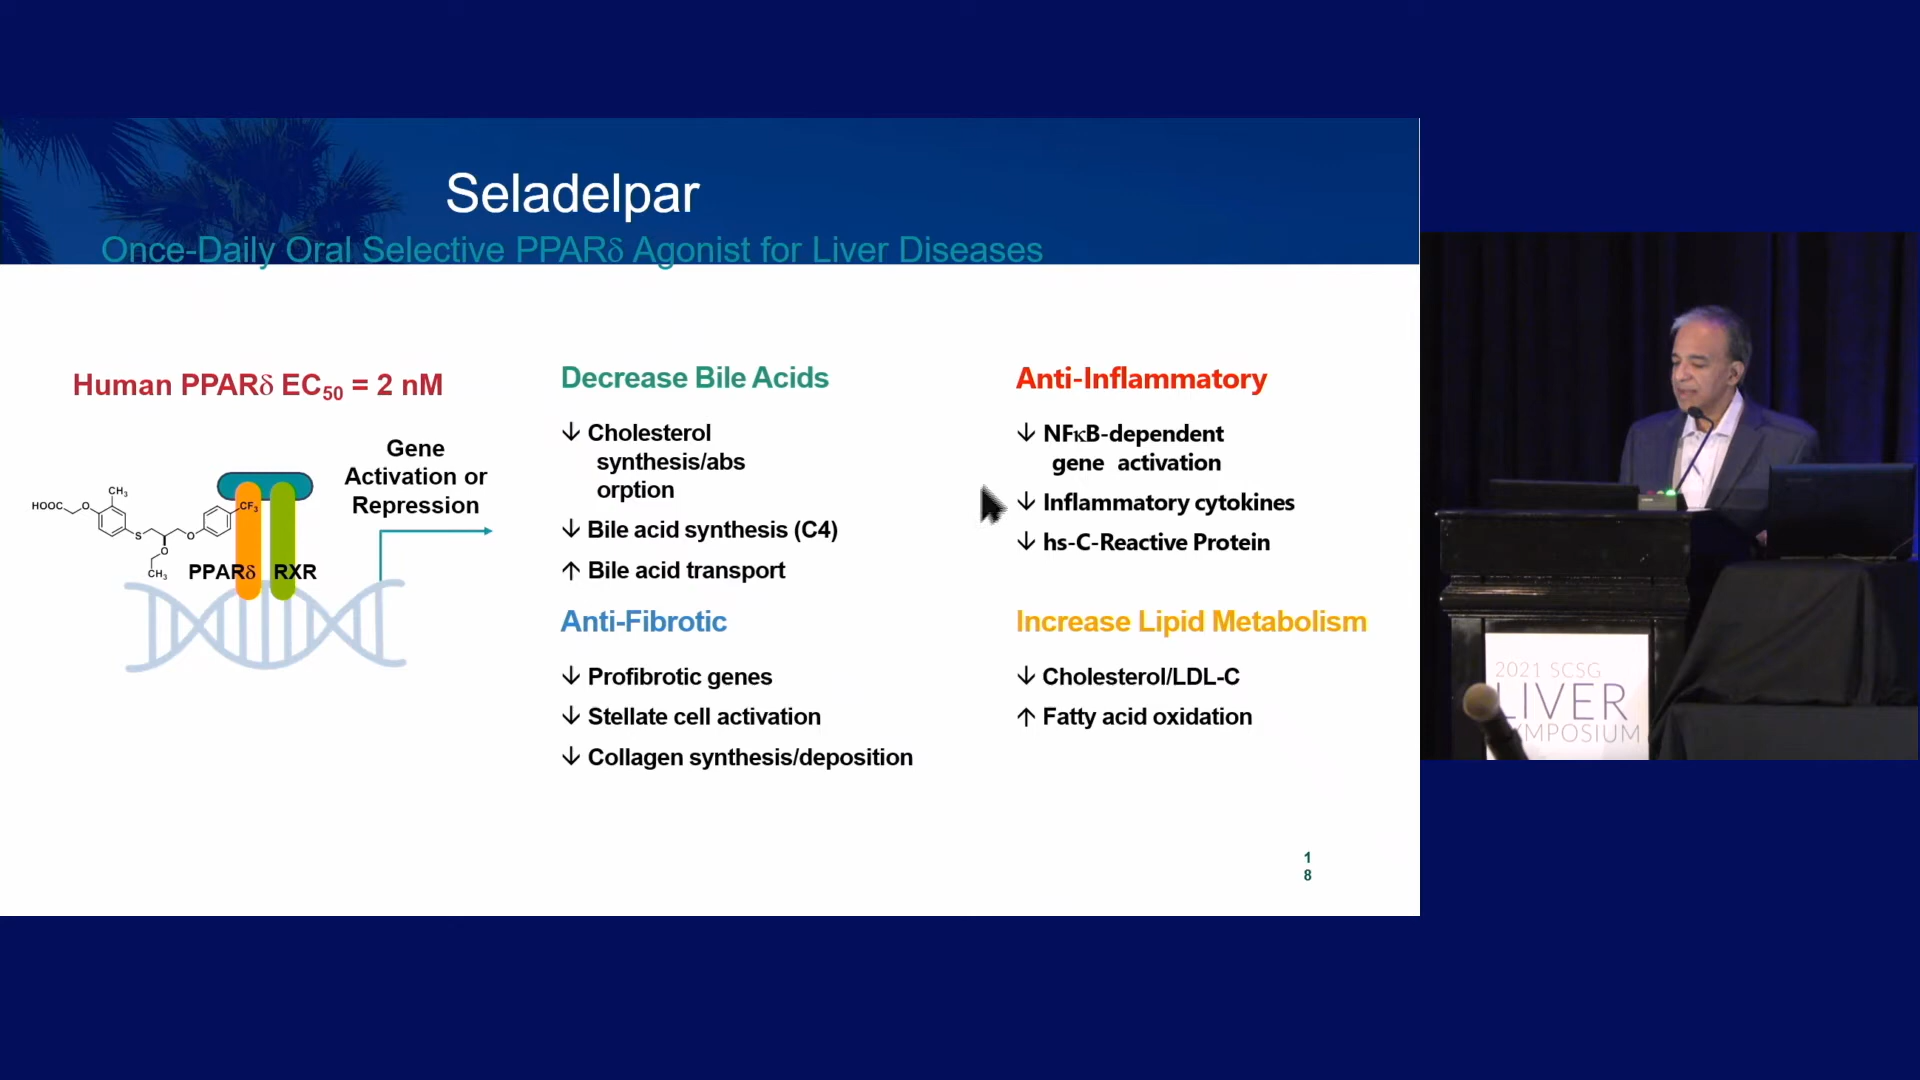 Seladelpar
Once-Daily Oral Selective PPARδ Agonist for Liver Diseases
Human PPARδ EC50 = 2 nM
Gene
Activation or
Repression
HOOC
O
CH3
S
O
CH3
O
CF3
PPARδ
RXR
Decrease Bile Acids
↓ Cholesterol
synthesis/abs
orption
↓ Bile acid synthesis (C4)
↑ Bile acid transport
Anti-Fibrotic
↓ Profibrotic genes
↓ Stellate cell activation
↓ Collagen synthesis/deposition
Anti-Inflammatory
↓ NFκB-dependent
gene activation
↓ Inflammatory cytokines
↓ hs-C-Reactive Protein
Increase Lipid Metabolism
↓ Cholesterol/LDL-C
↑ Fatty acid oxidation
1
8
2021 SCSG
LIVER
YMPOSIUM